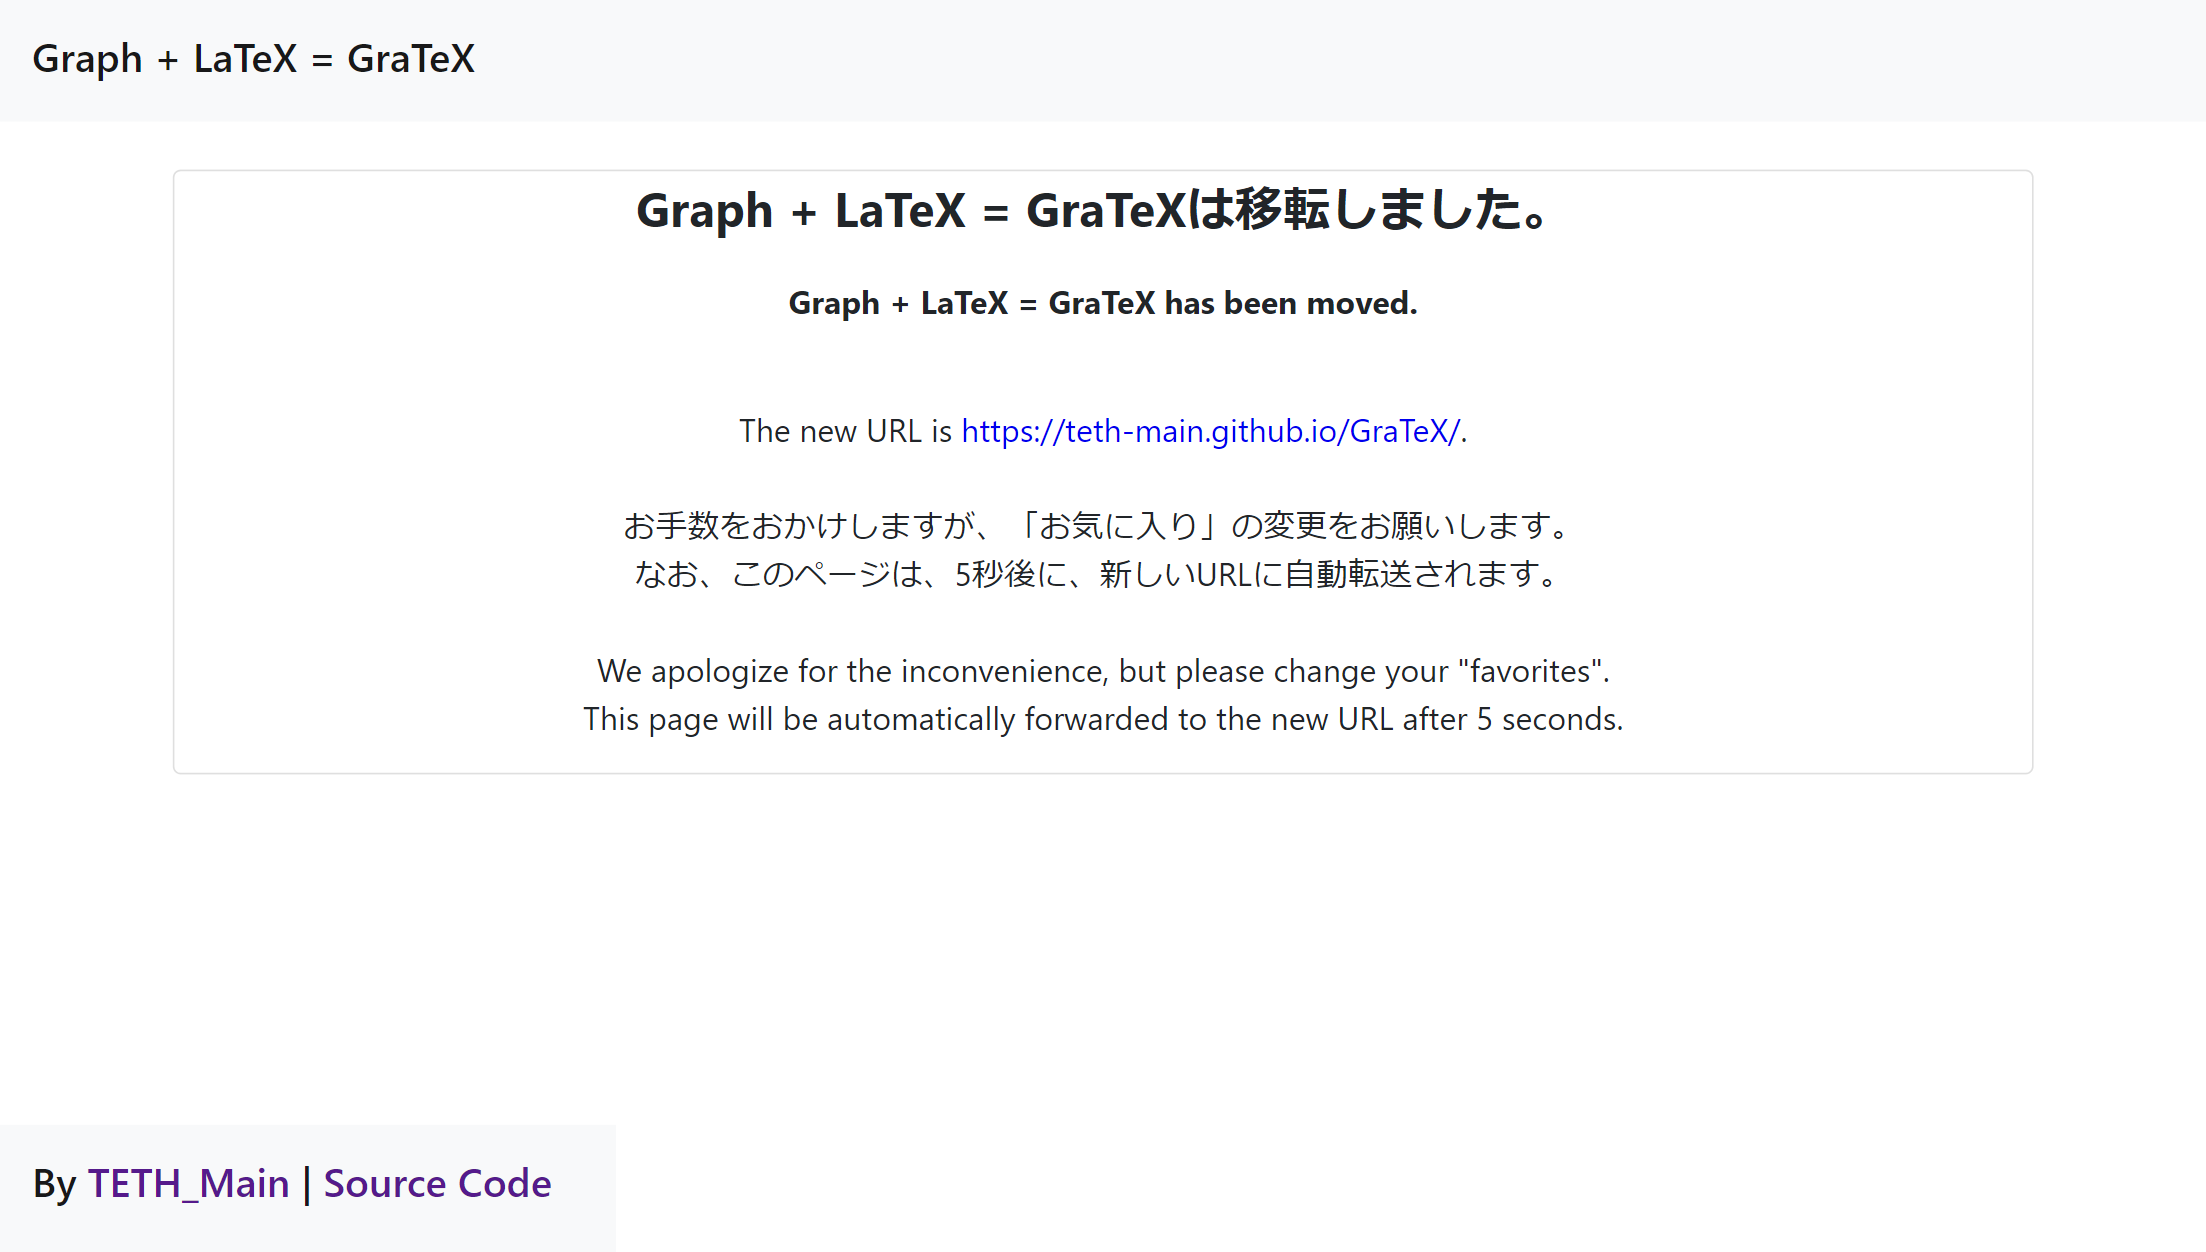 Graph + LaTeX = GraTeX
Graph + LaTeX = GraTeXは移転しました。
Graph + LaTeX = GraTeX has been moved.
The new URL is https://teth-main.github.io/GraTeX/.
お手数をおかけしますが、「お気に入り」の変更をお願いします。
なお、このページは、5秒後に、新しいURLに自動転送されます。
We apologize for the inconvenience, but please change your "favorites".
This page will be automatically forwarded to the new URL after 5 seconds.
By TETH_Main | Source Code